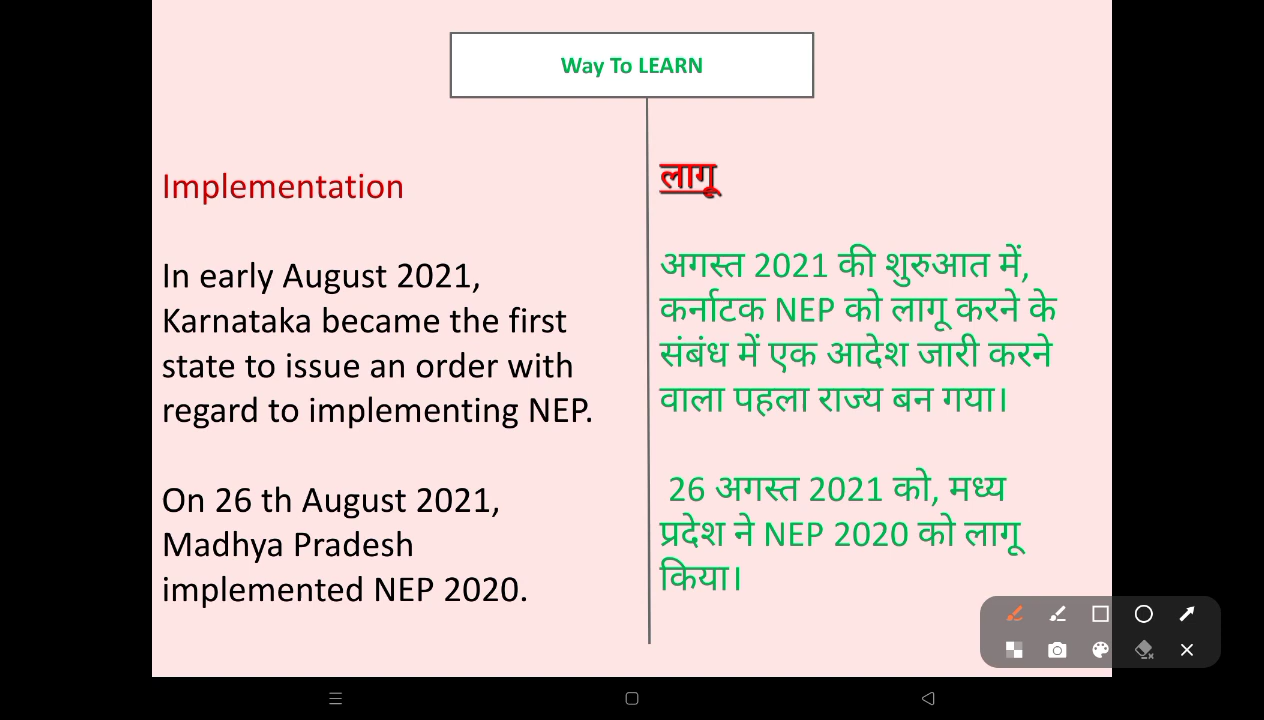 Way To LEARN
Implementation
In early August 2021,
Karnataka became the first
state to issue an order with
regard to implementing NEP.
On 26 th August 2021,
Madhya Pradesh
implemented NEP 2020.
लागू
अगस्त 2021 की शुरुआत में,
कर्नाटक NEP को लागू करने के
संबंध में एक आदेश जारी करने
वाला पहला राज्य बन गया।
26 अगस्त 2021 को, मध्य
प्रदेश ने NEP 2020 को लागू
किया।